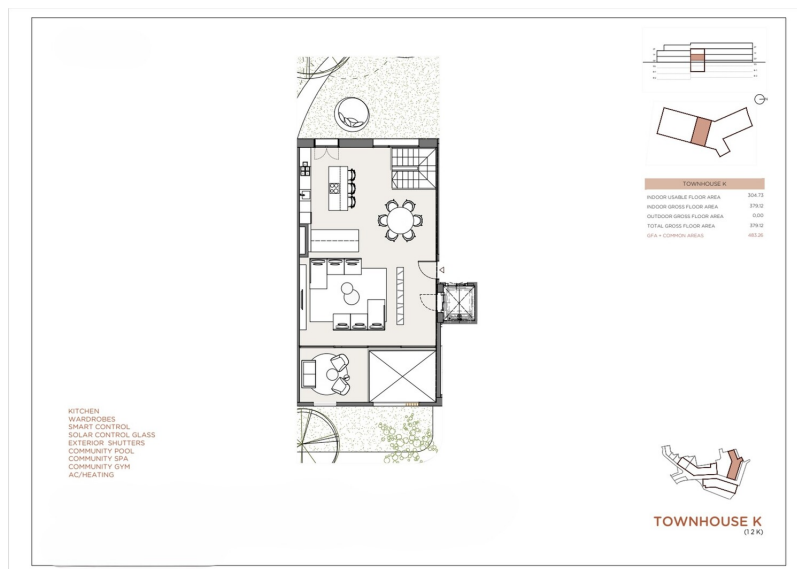 TOWNHOUSE K
INDOOR USABLE FLOOR AREA 304.73
INDOOR GROSS FLOOR AREA 379.12
OUTDOOR GROSS FLOOR AREA 0.00
TOTAL GROSS FLOOR AREA 379.12
GFA + COMMON AREAS 483.26
KITCHEN
WARDROBES
SMART CONTROL
SOLAR CONTROL GLASS
EXTERIOR SHUTTERS
COMMUNITY POOL
COMMUNITY SPA
COMMUNITY GYM
AC/HEATING
TOWNHOUSE K
(12 K)